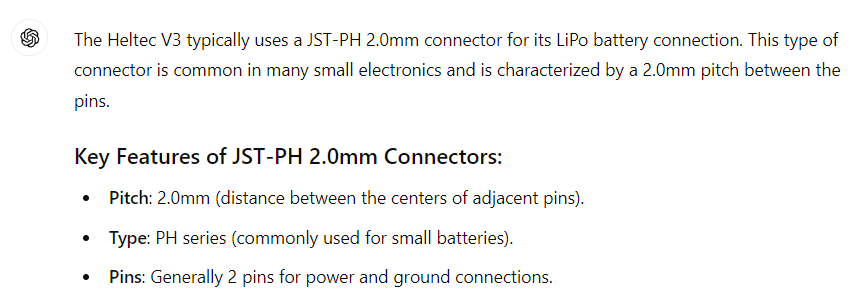 The Heltec V3 typically uses a JST-PH 2.0mm connector for its LiPo battery connection. This type of
connector is common in many small electronics and is characterized by a 2.0mm pitch between the
pins.
Key Features of JST-PH 2.0mm Connectors:
• Pitch: 2.0mm (distance between the centers of adjacent pins).
• Type: PH series (commonly used for small batteries).
• Pins: Generally 2 pins for power and ground connections.